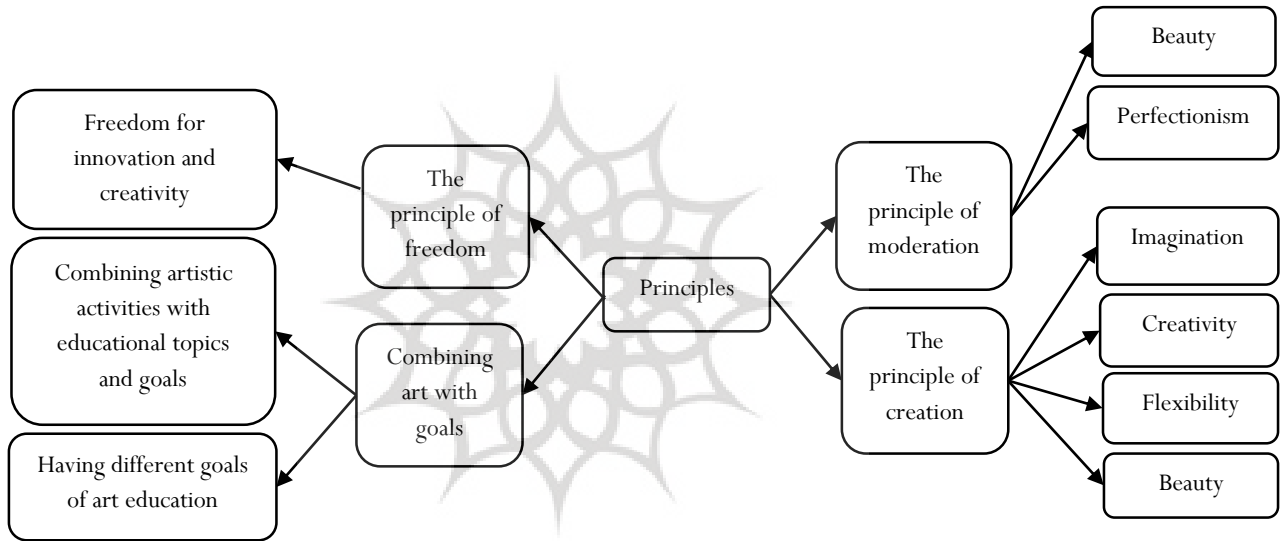 Freedom for
innovation and
creativity
Combining artistic
activities with
educational topics
and goals
Having different goals
of art education
The
principle of
freedom
Combining
art with
goals
Principles
The
principle of
moderation
The
principle of
creation
Beauty
Perfectionism
Imagination
Creativity
Flexibility
Beauty